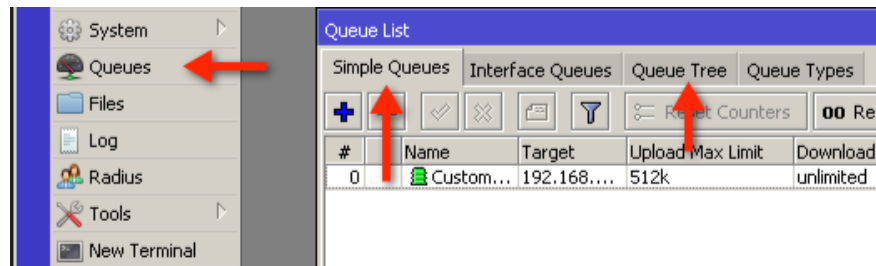 System
Queues
Files
Log
Radius
Tools
New Terminal
Queue List
Simple Queues Interface Queues Queue Tree Queue Types
Reset Counters 00 Re
# Name Target Upload Max Limit Download
0 Custom... 192.168.... 512k unlimited